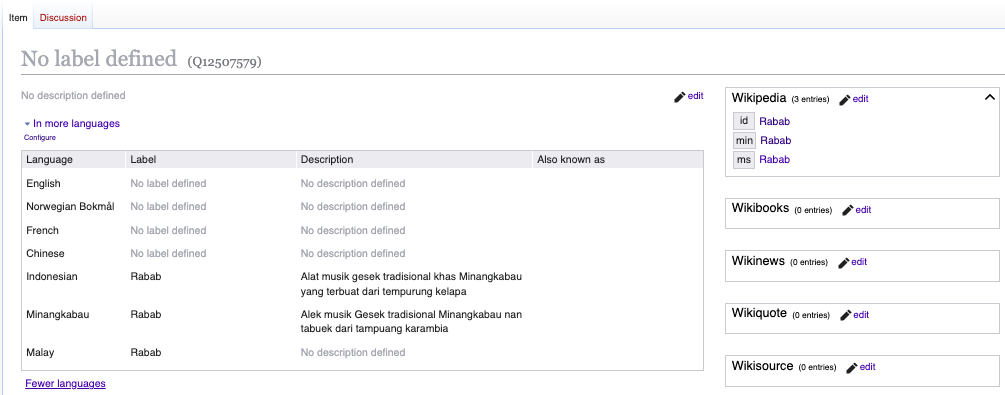 Item Discussion
No label defined (Q12507579)
No description defined
edit
In more languages
Configure
Language Label Description Also known as
English No label defined No description defined
Norwegian Bokmål No label defined No description defined
French No label defined No description defined
Chinese No label defined No description defined
Indonesian Rabab Alat musik gesek tradisional khas Minangkabau
yang terbuat dari tempurung kelapa
Minangkabau Rabab Alek musik Gesek tradisional Minangkabau nan
tabuek dari tampuang karambia
Malay Rabab No description defined
Fewer languages
Wikipedia (3 entries) edit
id Rabab
min Rabab
ms Rabab
Wikibooks (0 entries) edit
Wikinews (0 entries) edit
Wikiquote (0 entries) edit
Wikisource (0 entries) edit